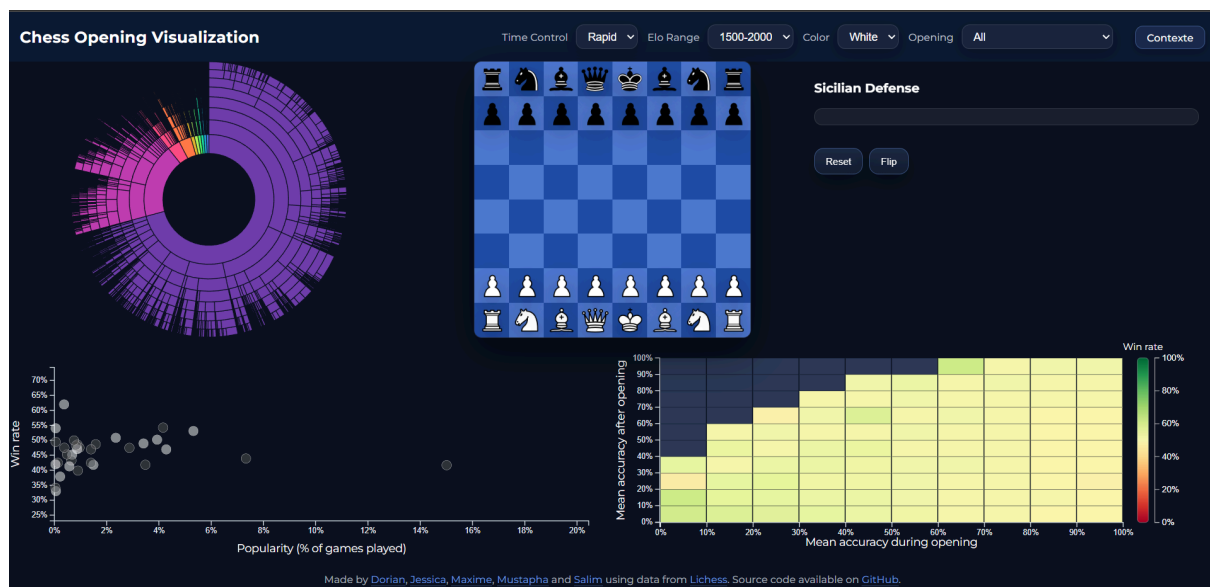 Chess Opening Visualization
Time Control Rapid Elo Range 1500-2000 Color White Opening All Contexte
Sicilian Defense
Reset Flip
Win rate
70%
65%
60%
55%
50%
45%
40%
35%
30%
25%
0% 2% 4% 6% 8% 10% 12% 14% 16% 18% 20%
Popularity (% of games played)
Mean accuracy after opening
100%
90%
80%
70%
60%
50%
40%
30%
20%
10%
0%
0% 10% 20% 30% 40% 50% 60% 70% 80% 90% 100%
Mean accuracy during opening
Win rate
100%
80%
60%
40%
20%
0%
Made by Dorian, Jessica, Maxime, Mustapha and Salim using data from Lichess. Source code available on GitHub.